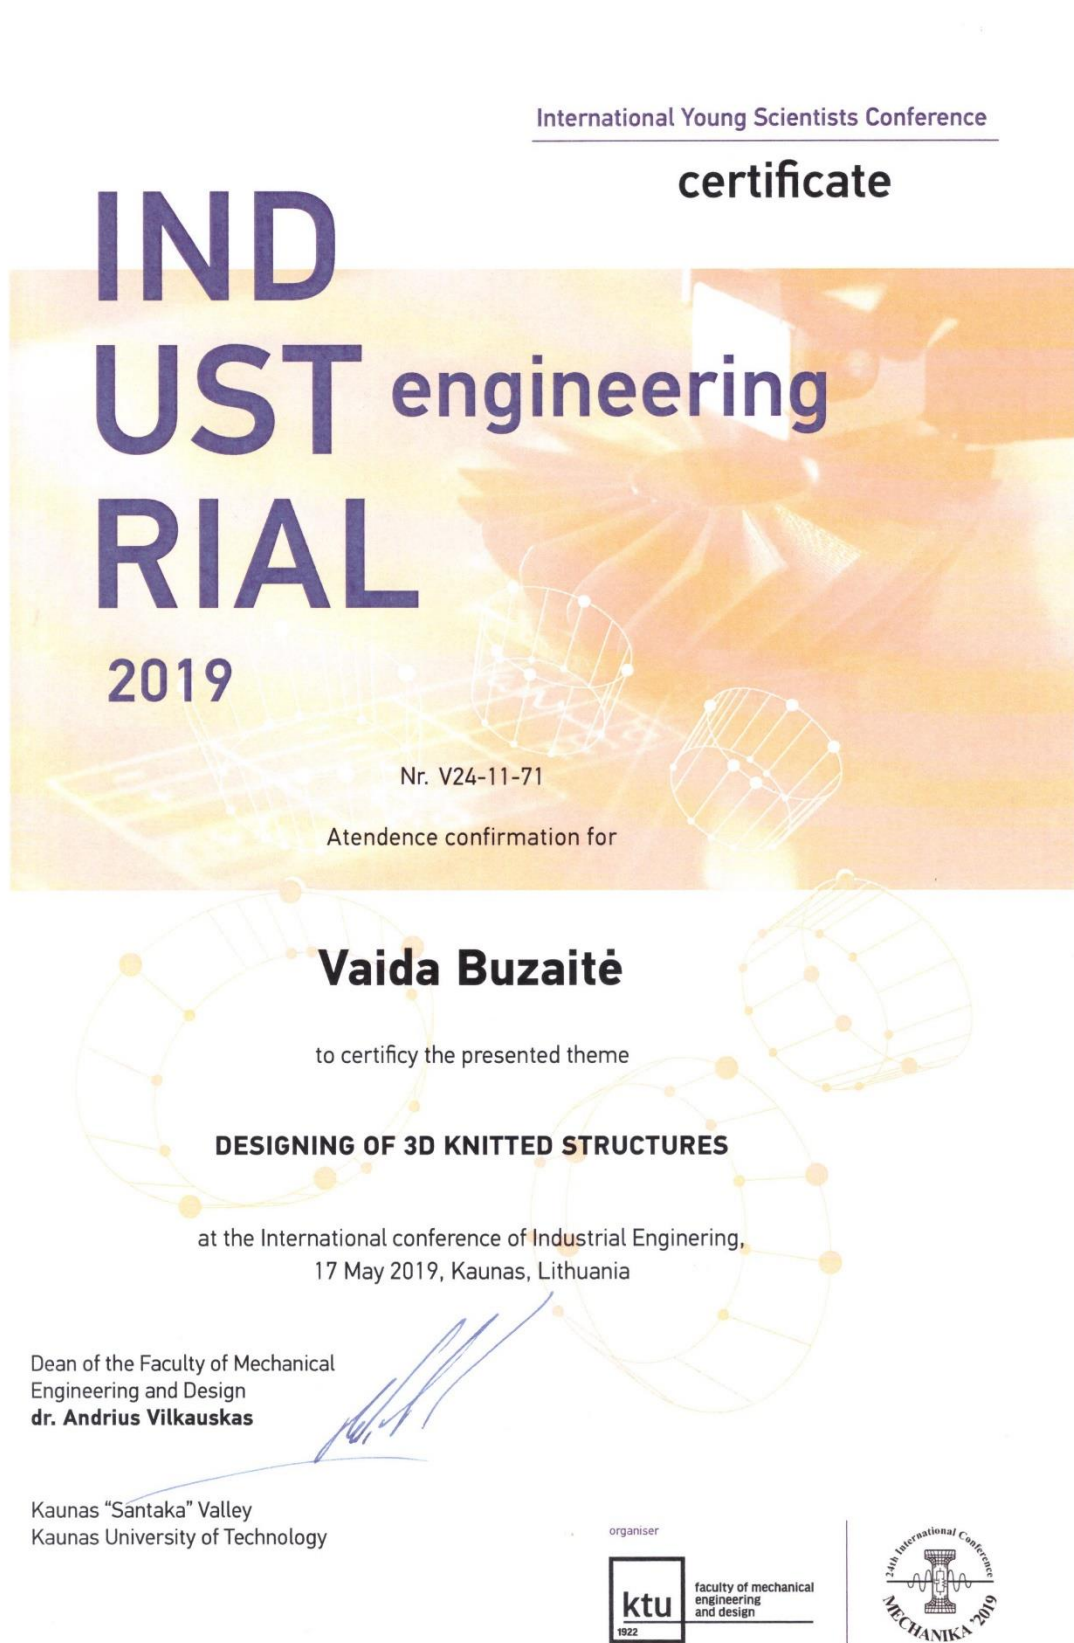 International Young Scientists Conference
certificate
IND
UST engineering
RIAL
2019
Nr. V24-11-71
Atendence confirmation for
Vaida Buzaitė
to certificy the presented theme
DESIGNING OF 3D KNITTED STRUCTURES
at the International conference of Industrial Enginering,
17 May 2019, Kaunas, Lithuania
Dean of the Faculty of Mechanical
Engineering and Design
dr. Andrius Vilkauskas
Kaunas “Santaka” Valley
Kaunas University of Technology
organiser
ktu
1922
faculty of mechanical
engineering
and design
24th International Conference
MECHANIKA '2019